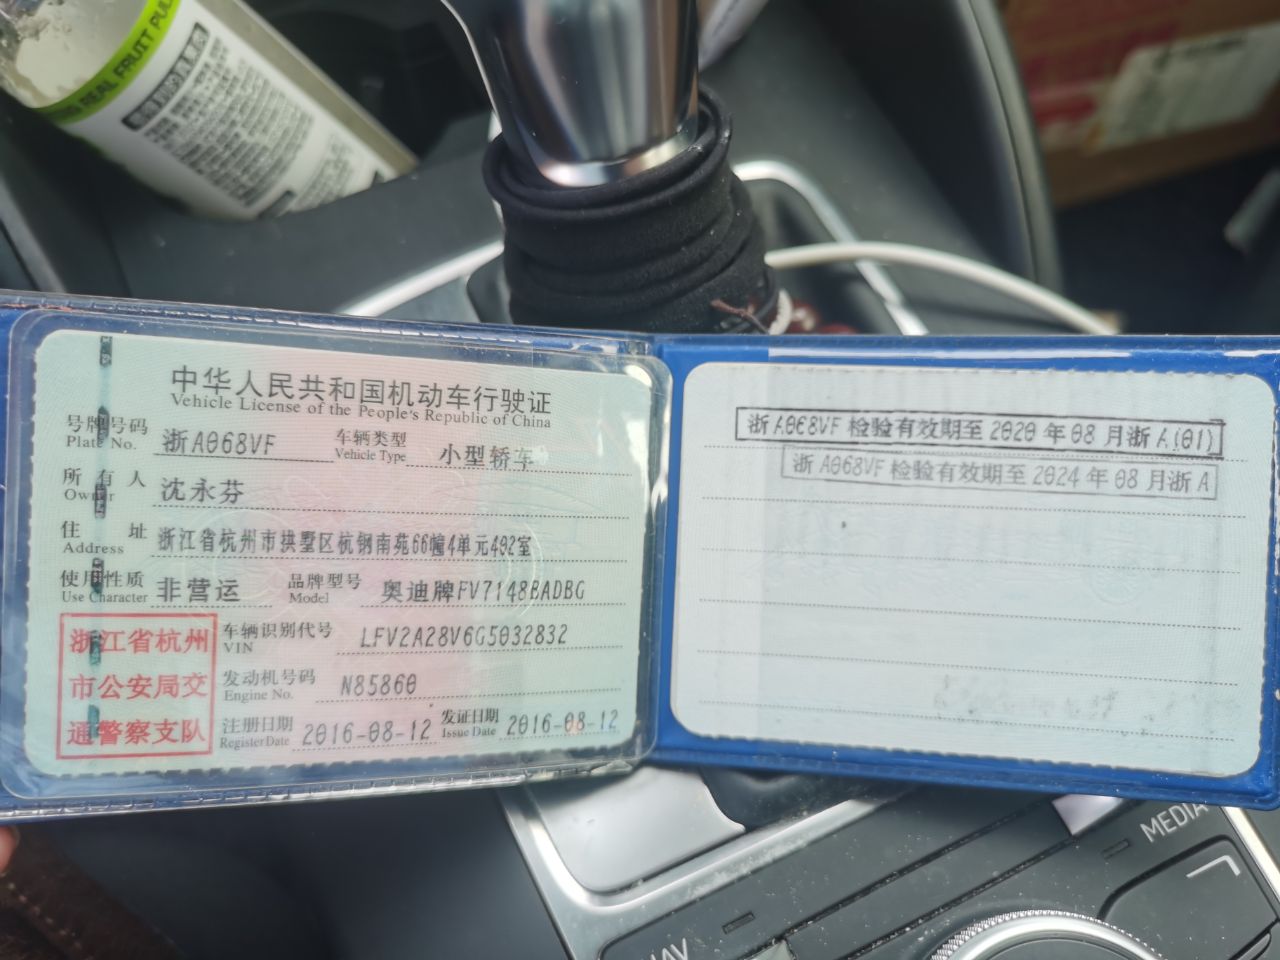 REAL FRUIT PUL
中华人民共和国机动车行驶证
Vehicle License of the People's Republic of China
号牌号码 浙A068VF 车辆类型 小型轿车
Plate No. Vehicle Type
所有人 沈永芬
Owner
住址 浙江省杭州市拱墅区杭钢南苑66幢4单元402室
Address
使用性质 非营运 品牌型号 奥迪牌FV7148BADBG
Use Character Model
浙江省杭州
市公安局交
通警察支队
车辆识别代号 LFV2A28V6G5032832
VIN
发动机号码 N85860
Engine No.
注册日期 2016-08-12 发证日期 2016-08-12
Register Date Issue Date
浙A068VF 检验有效期至 2020 年 08 月浙 A(01)
浙 A068VF 检验有效期至 2024 年 08 月浙 A
MEDIA
NAV